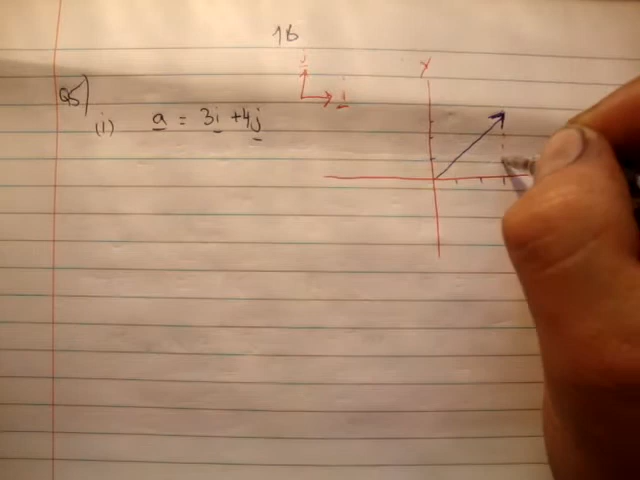 16
Q5)
(i) a = 3i + 4j
j
i
y